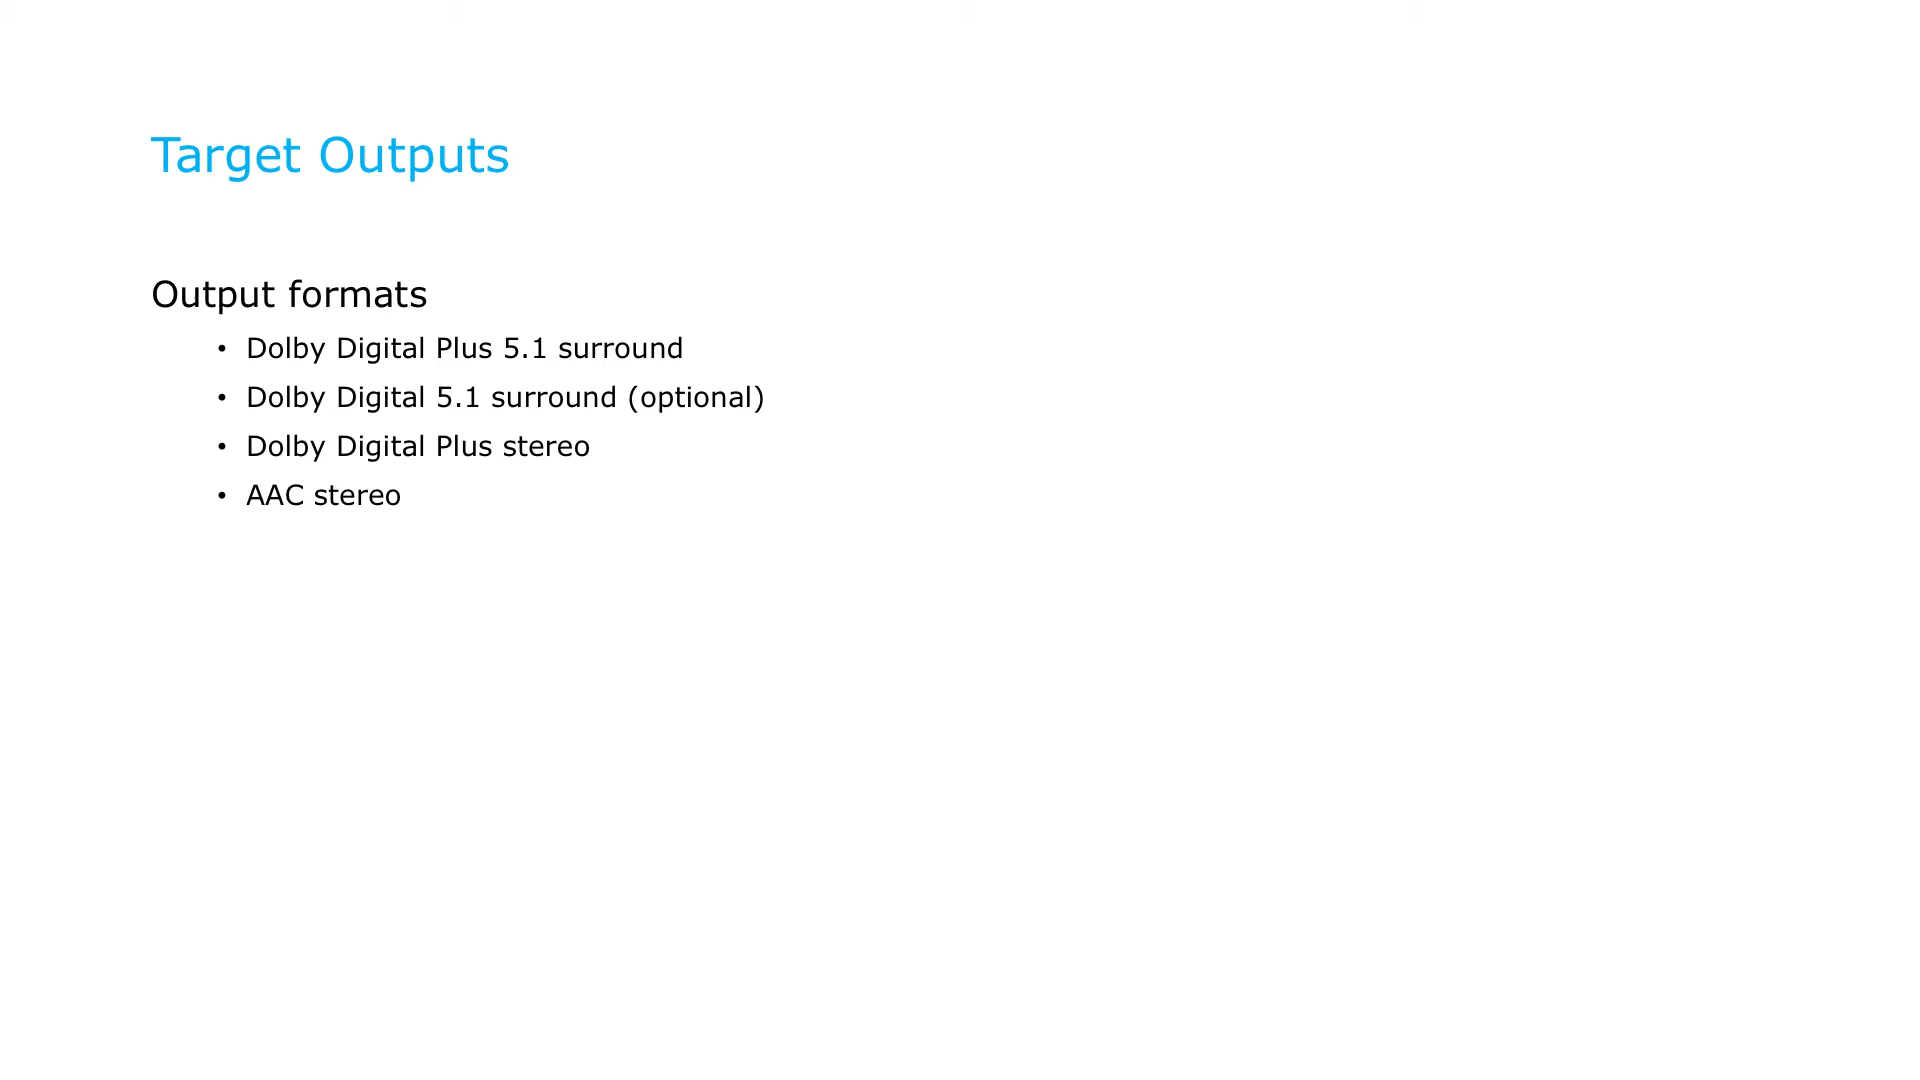 Target Outputs
Output formats
• Dolby Digital Plus 5.1 surround
• Dolby Digital 5.1 surround (optional)
• Dolby Digital Plus stereo
• AAC stereo